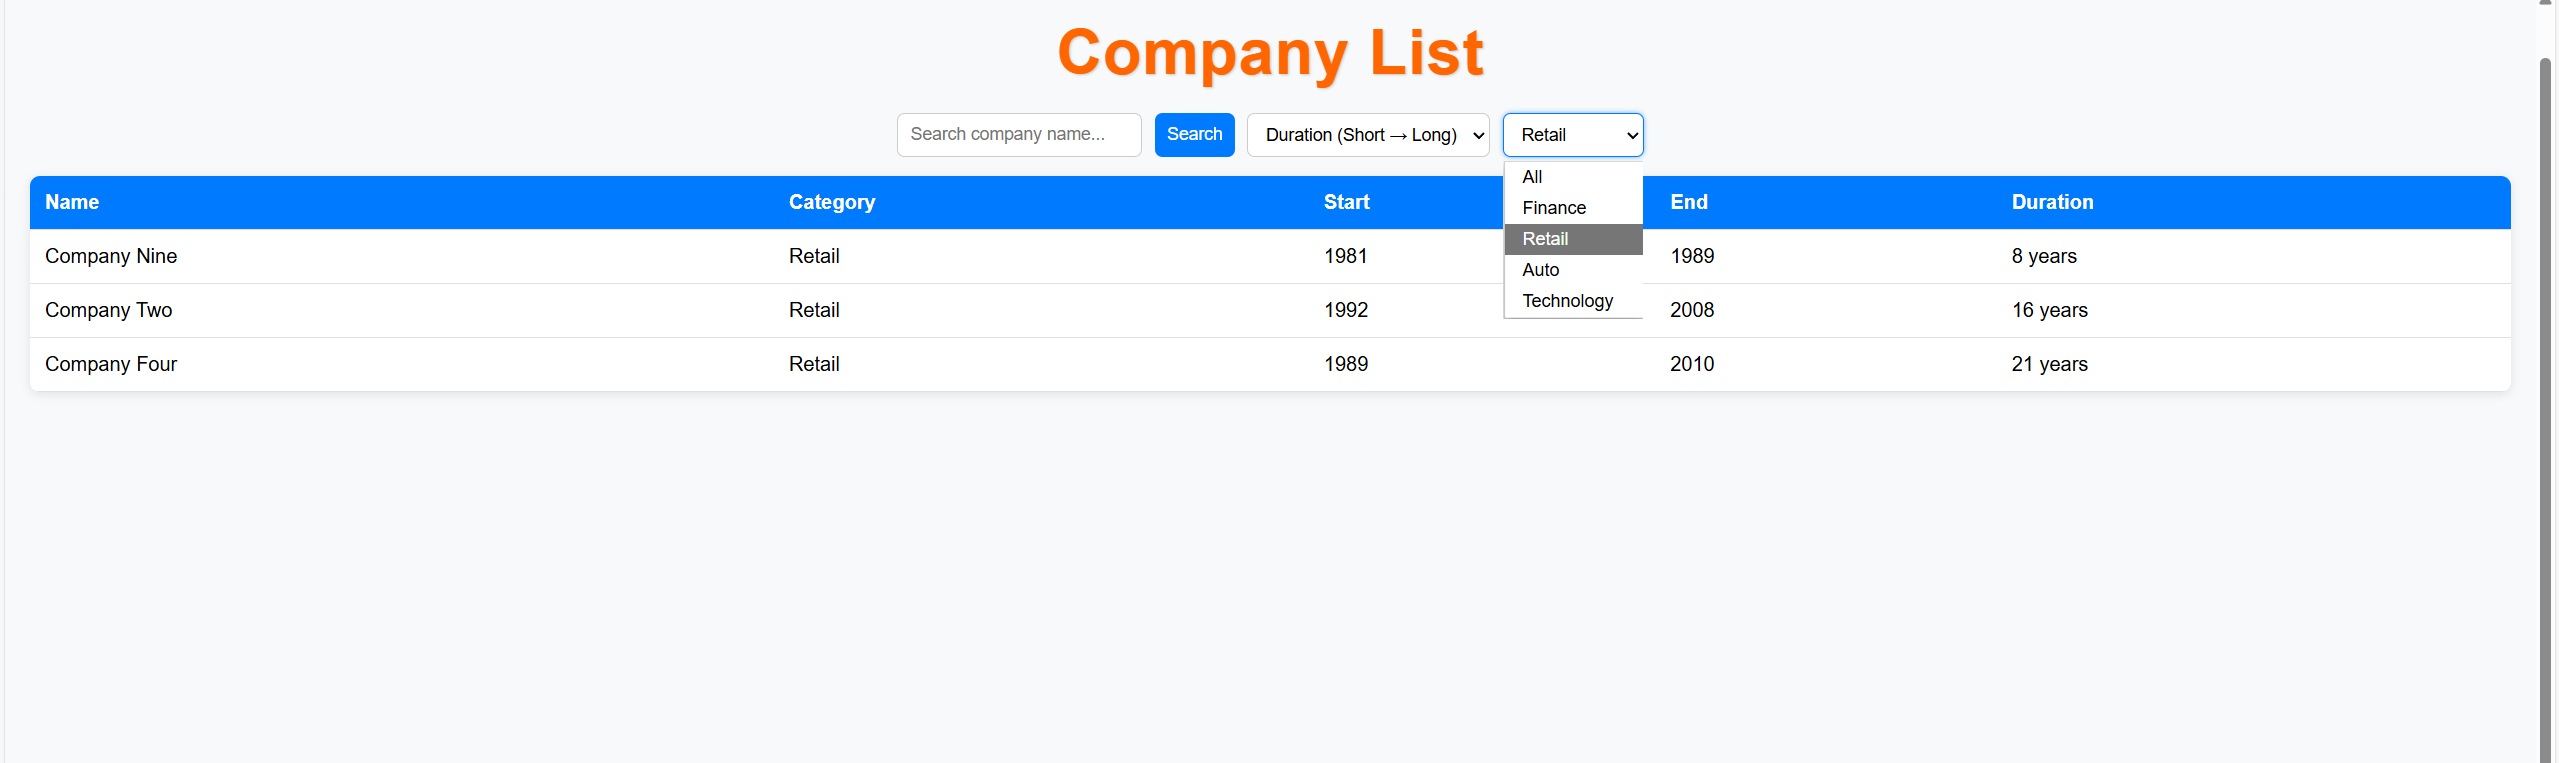 Company List
Search company name... Search Duration (Short → Long) Retail
All
Finance
Retail
Auto
Technology
Name Category Start End Duration
Company Nine Retail 1981 1989 8 years
Company Two Retail 1992 2008 16 years
Company Four Retail 1989 2010 21 years